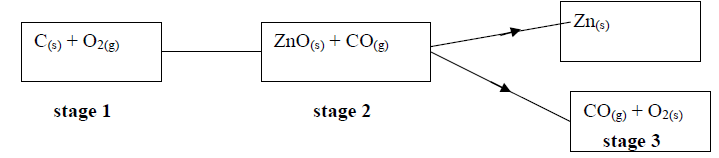 C(s) + O2(g)
ZnO(s) + CO(g)
Zn(s)
stage 1
stage 2
CO(g) + O2(s)
stage 3